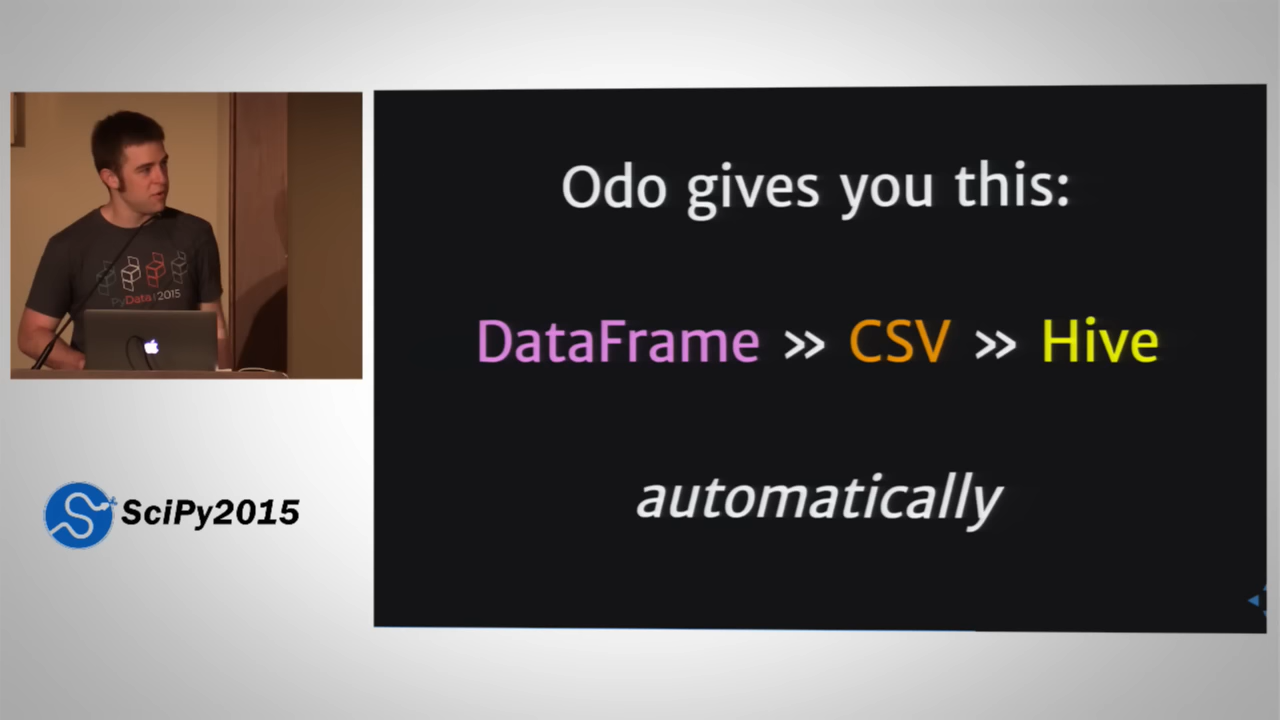 PyData | 2015
SciPy2015
Odo gives you this:
DataFrame » CSV » Hive
automatically